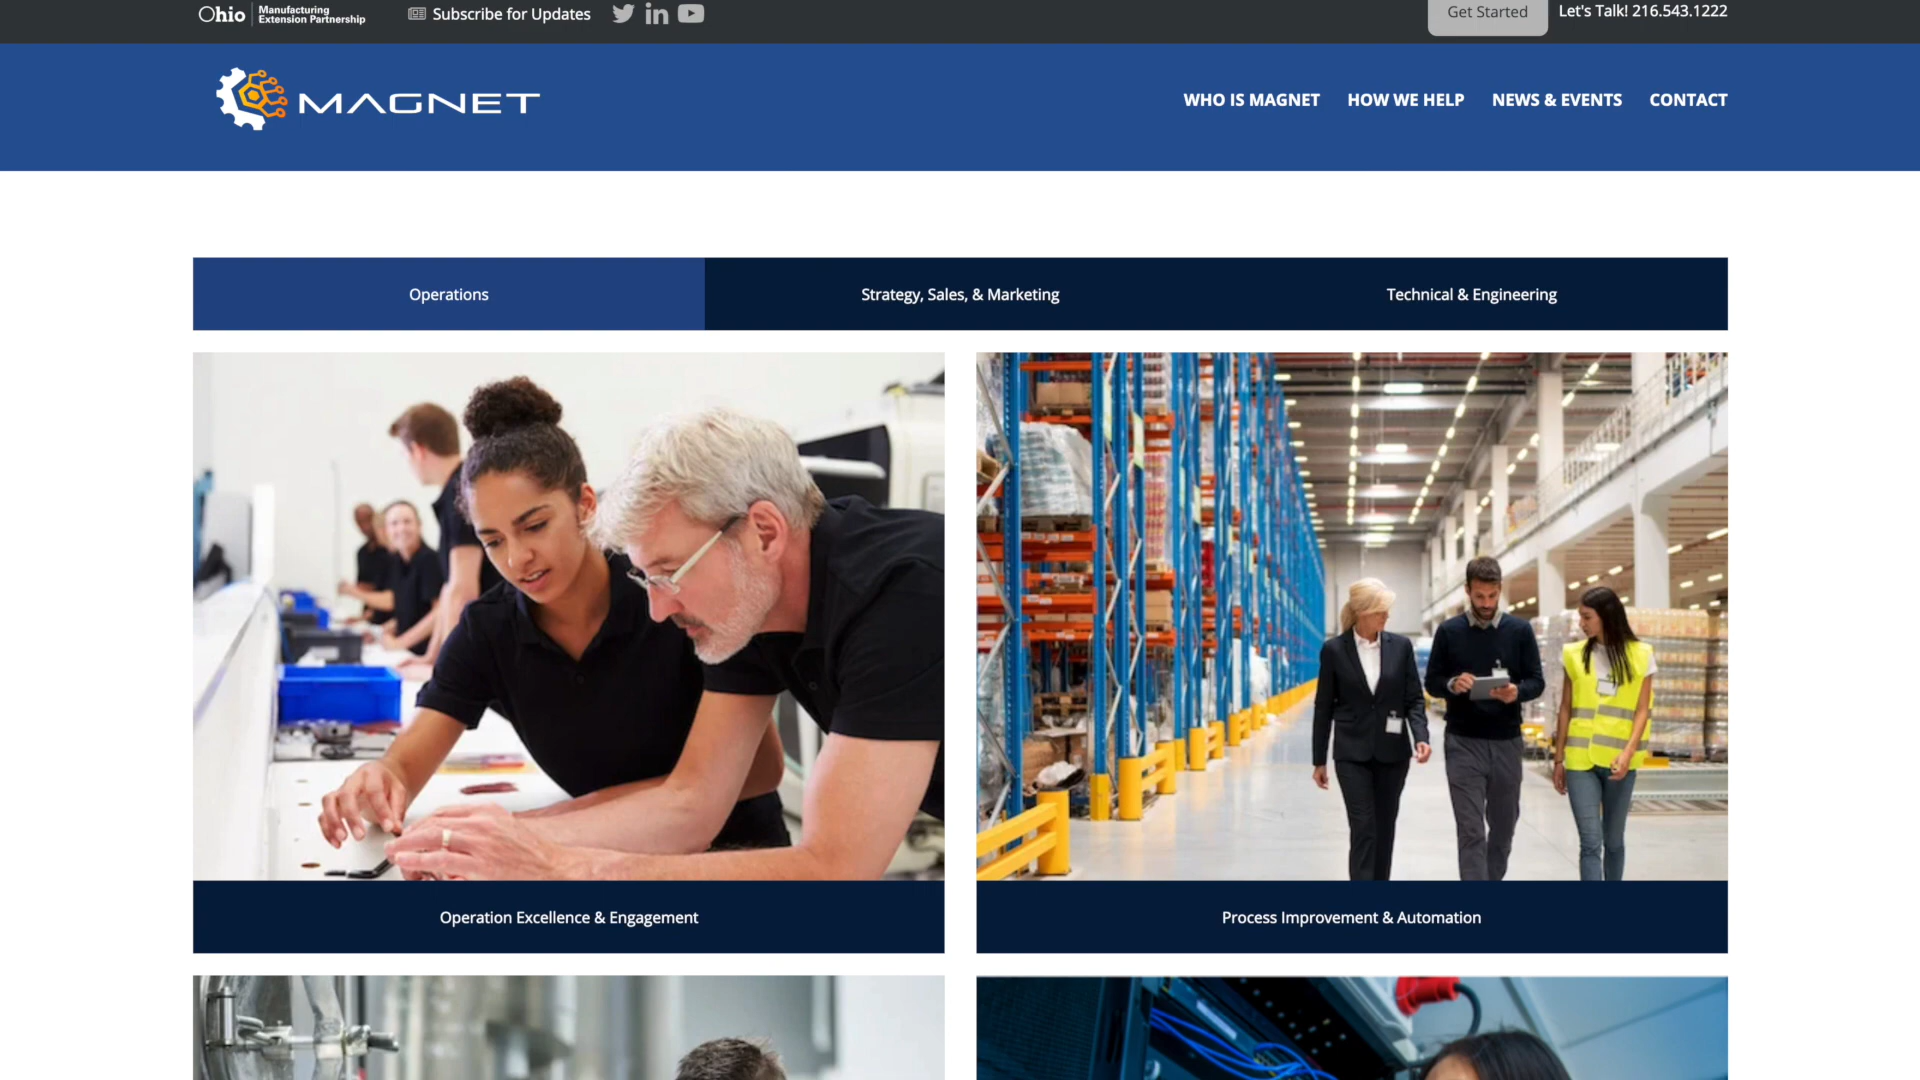 Ohio
Manufacturing
Extension Partnership
Subscribe for Updates
Get Started
Let's Talk! 216.543.1222
MAGNET
WHO IS MAGNET
HOW WE HELP
NEWS & EVENTS
CONTACT
Operations
Strategy, Sales, & Marketing
Technical & Engineering
Operation Excellence & Engagement
Process Improvement & Automation